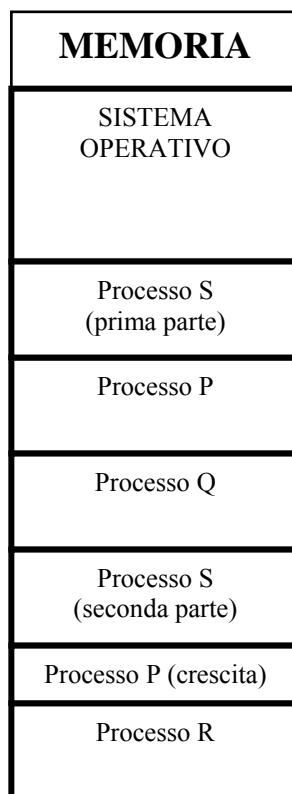 MEMORIA
SISTEMA
OPERATIVO
Processo S
(prima parte)
Processo P
Processo Q
Processo S
(seconda parte)
Processo P (crescita)
Processo R